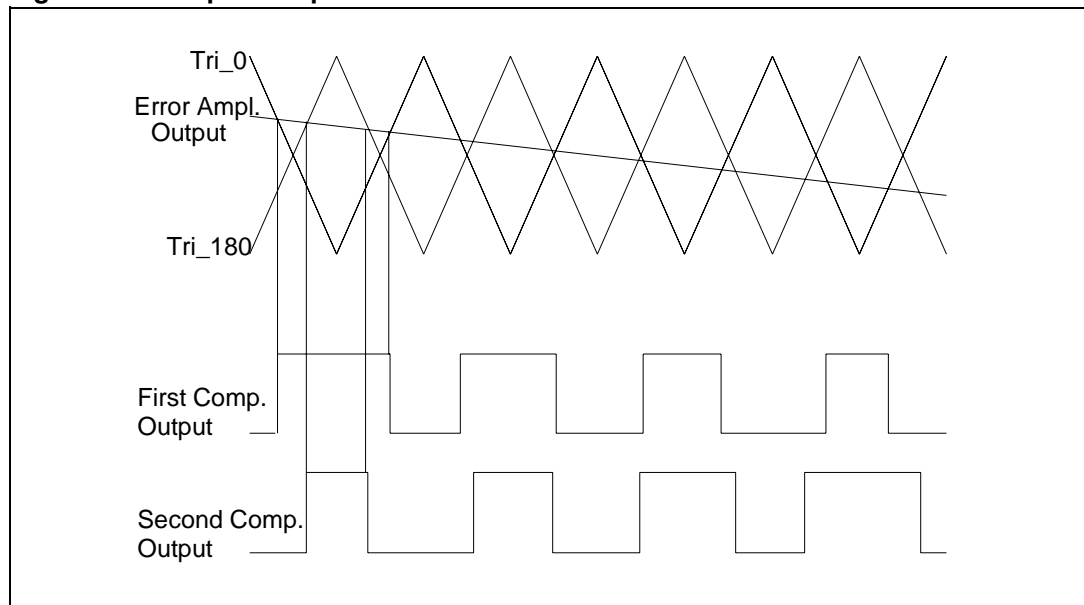 Tri_0
Error Ampl.
Output
Tri_180
First Comp.
Output
Second Comp.
Output